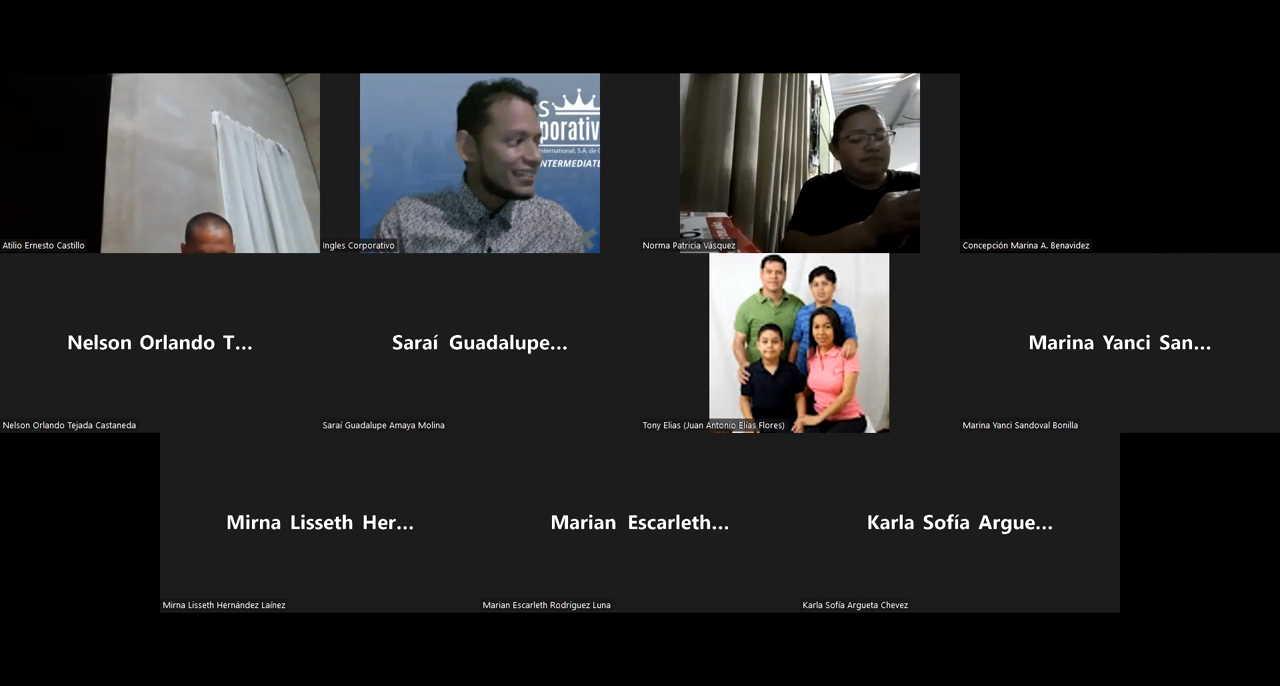 S
porativ
International, S.A. de C
INTERMEDIATE
Atilio Ernesto Castillo
Ingles Corporativo
Norma Patricia Vásquez
Concepción Marina A. Benavidez
Nelson Orlando T...
Saraí Guadalupe...
Marina Yanci San...
Nelson Orlando Tejada Castaneda
Saraí Guadalupe Amaya Molina
Tony Elias (Juan Antonio Elías Flores)
Marina Yanci Sandoval Bonilla
Mirna Lisseth Her...
Marian Escarleth...
Karla Sofía Argue...
Mirna Lisseth Hernández Laínez
Marian Escarleth Rodriguez Luna
Karla Sofía Argueta Chevez